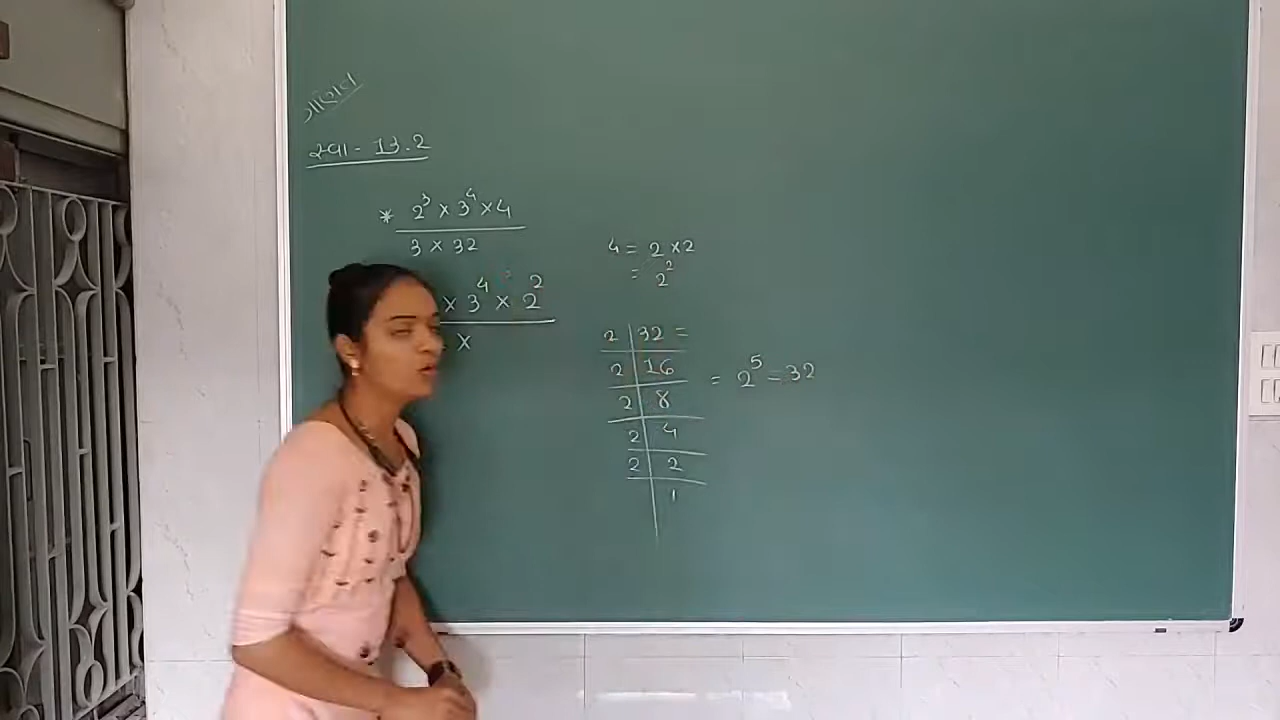 ગણિત
સ્વા - 13.2
* 2³ × 3⁴ × 4
3 × 32
× 3⁴ × 2²
×
4 = 2 × 2
= 2²
2 | 32 =
2 | 16
2 | 8
2 | 4
2 | 2
1
= 2⁵ = 32